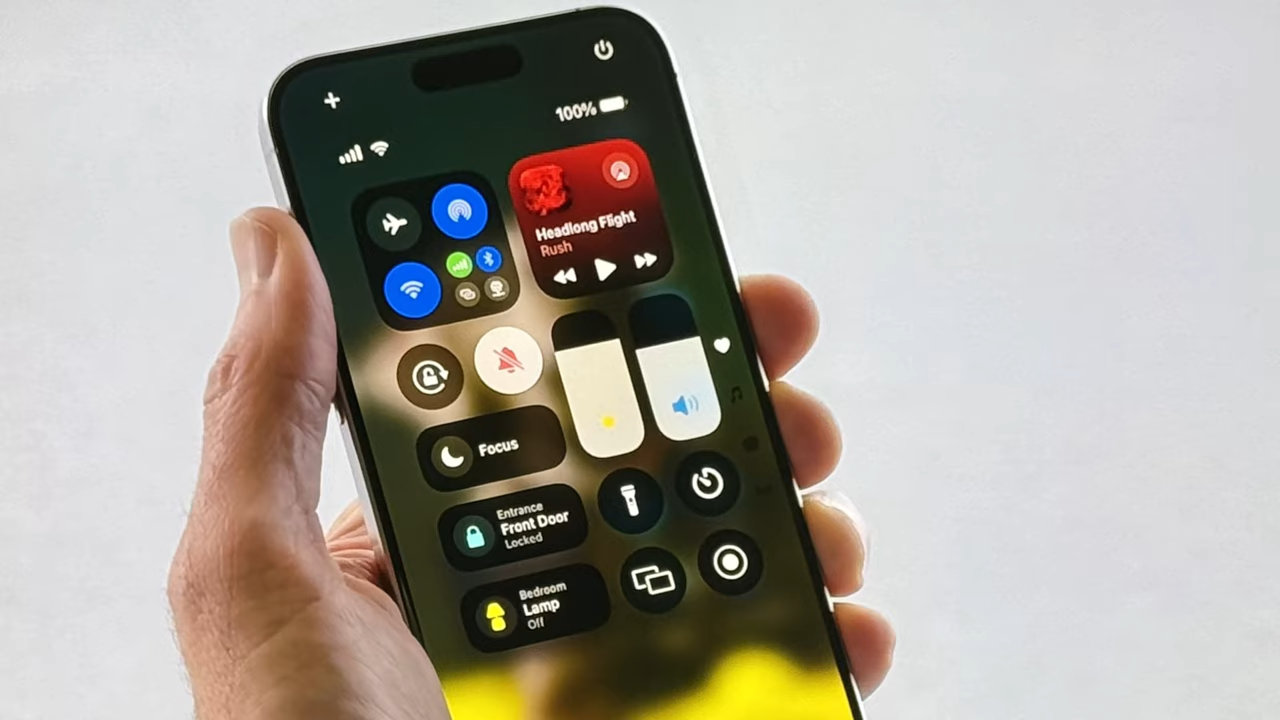 100%
Headlong Flight
Rush
Focus
Entrance
Front Door
Locked
Bedroom
Lamp
Off